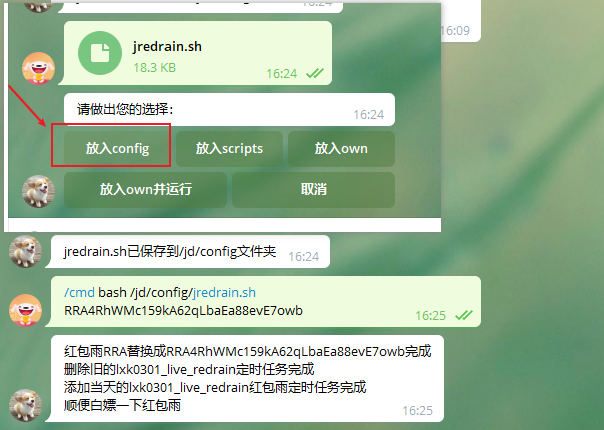 16:24
16:09
jredrain.sh
18.3 KB
16:24
请做出您的选择：
16:24
放入config
放入scripts
放入own
放入own并运行
取消
jredrain.sh已保存到/jd/config文件夹
16:24
/cmd bash /jd/config/jredrain.sh
RRA4RhWMc159kA62qLbaEa88evE7owb
16:25
红包雨RRA替换成RRA4RhWMc159kA62qLbaEa88evE7owb完成
删除旧的lxk0301_live_redrain定时任务完成
添加当天的lxk0301_live_redrain红包雨定时任务完成
顺便白嫖一下红包雨
16:25